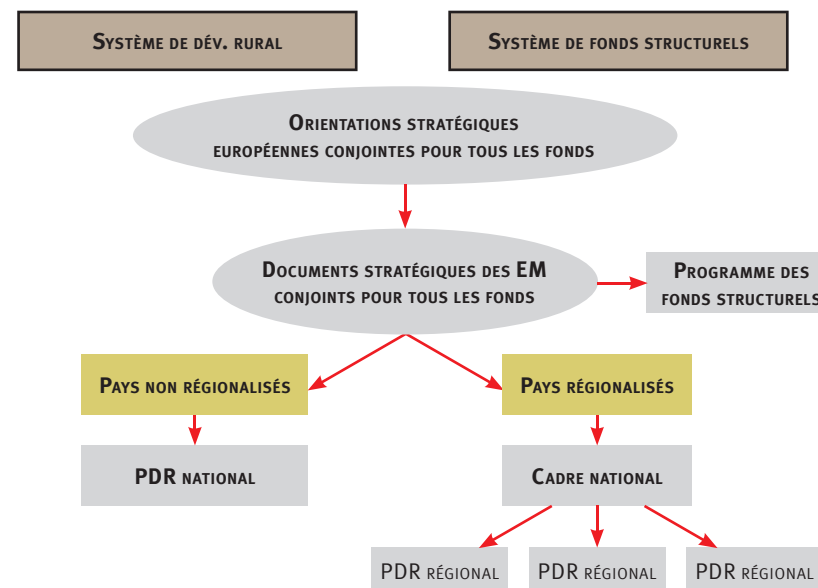 Système de dév. rural
Système de fonds structurels
Orientations stratégiques
européennes conjointes pour tous les fonds
Documents stratégiques des EM
conjoints pour tous les fonds
Programme des
fonds structurels
Pays non régionalisés
Pays régionalisés
PDR national
Cadre national
PDR régional
PDR régional
PDR régional